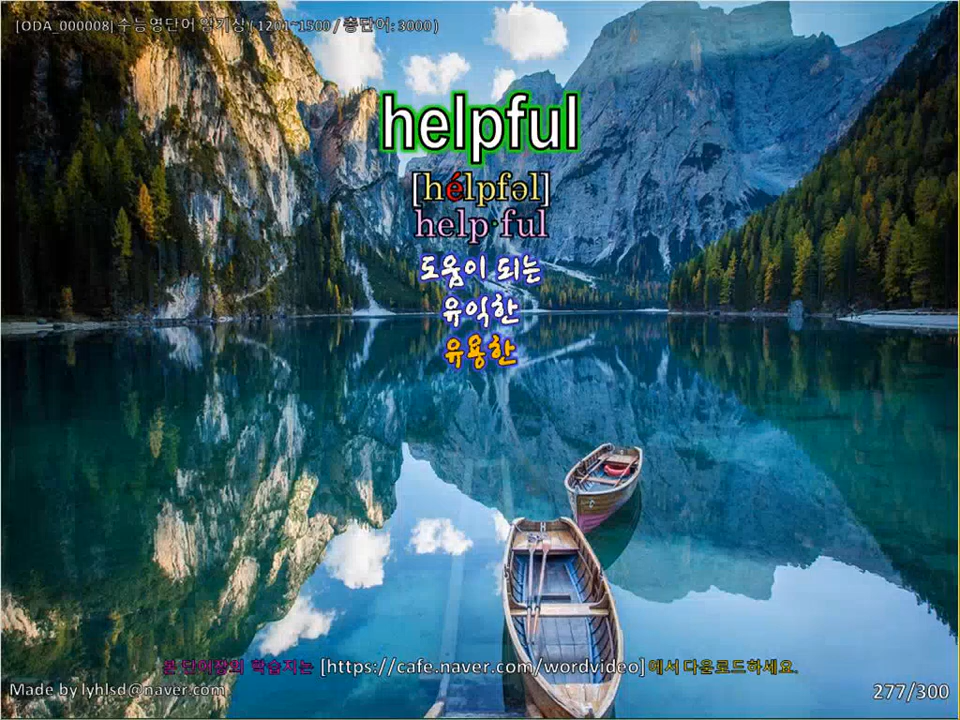 [ODA_000008] 수능영단어 암기싱 ( 1201~1500 / 총단어: 3000 )
helpful
[hélpfəl]
help·ful
도움이 되는
유익한
유용한
본 단어장의 학습지는 [https://cafe.naver.com/wordvideo] 에서 다운로드하세요.
Made by lyhlsd@naver.com
277/300